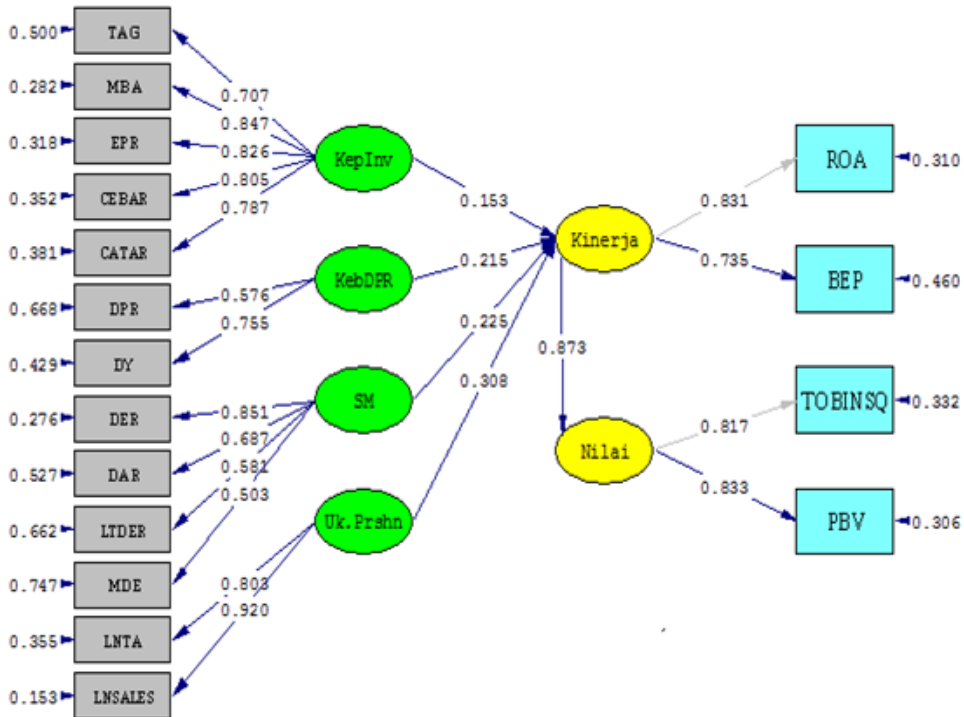 0.500 TAG
0.282 MBA
0.318 EPR
0.352 CEBAR
0.381 CATAR
0.668 DPR
0.429 DY
0.276 DER
0.527 DAR
0.662 LTDER
0.747 MDE
0.355 LNTA
0.153 LNSALES
0.707
0.847
0.826
0.805
0.787
0.576
0.755
0.851
0.687
0.581
0.503
0.803
0.920
KepInv
KebDPR
SM
Uk.Prshn
0.153
0.215
0.225
0.308
Kinerja
0.873
Nilai
0.831
0.735
0.817
0.833
ROA 0.310
BEP 0.460
TOBINSQ 0.332
PBV 0.306